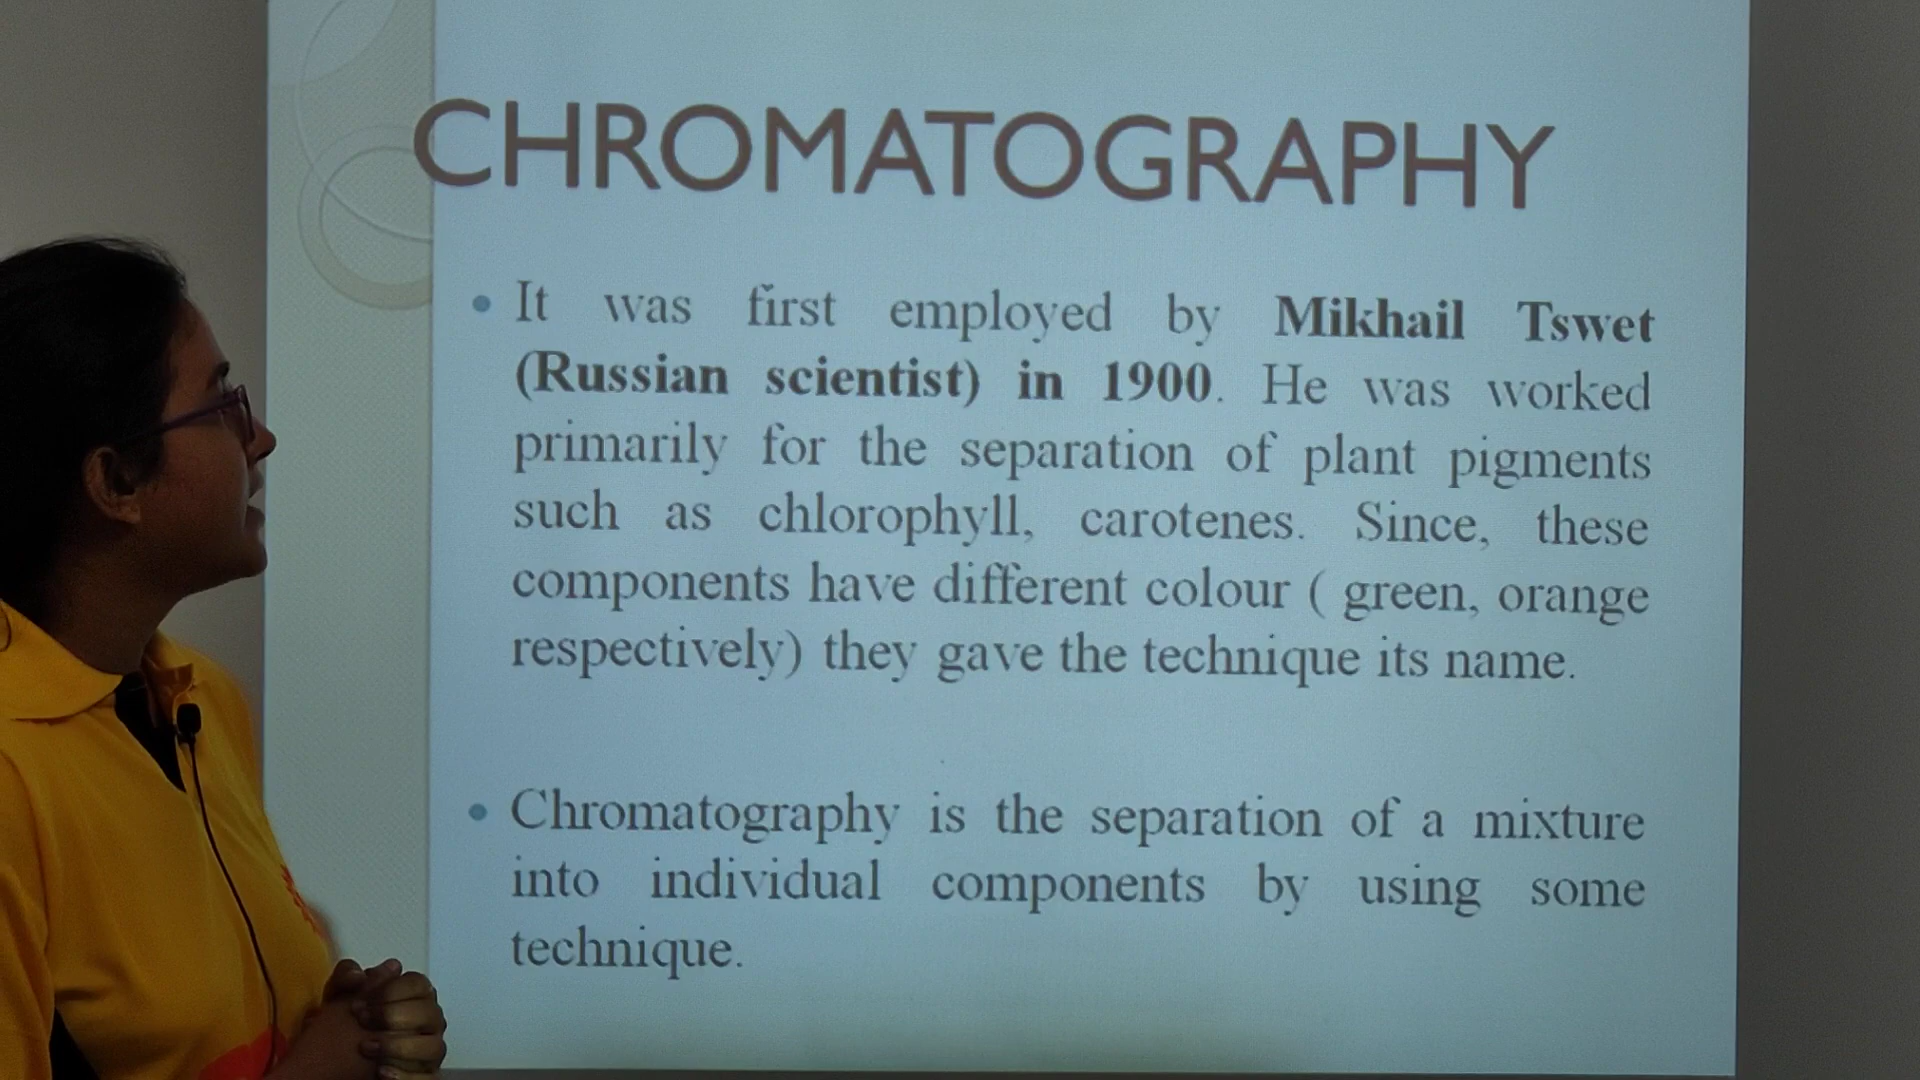 CHROMATOGRAPHY
• It was first employed by Mikhail Tswet
(Russian scientist) in 1900. He was worked
primarily for the separation of plant pigments
such as chlorophyll, carotenes. Since, these
components have different colour ( green, orange
respectively) they gave the technique its name.
• Chromatography is the separation of a mixture
into individual components by using some
technique.